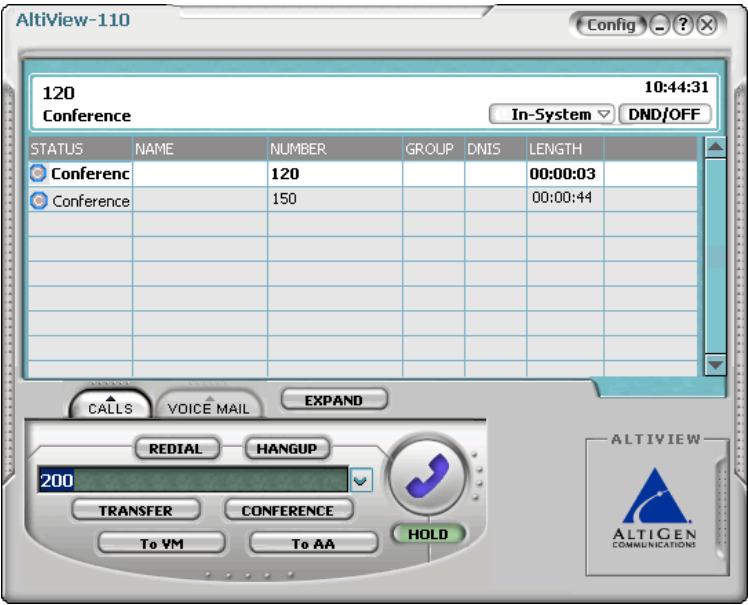 AltiView-110
Config
?
120
10:44:31
Conference
In-System
DND/OFF
STATUS NAME NUMBER GROUP DNIS LENGTH
Conferenc 120 00:00:03
Conference 150 00:00:44
CALLS
VOICE MAIL
EXPAND
REDIAL
HANGUP
200
TRANSFER
CONFERENCE
To VM
To AA
HOLD
ALTIVIEW
ALTIGEN
COMMUNICATIONS